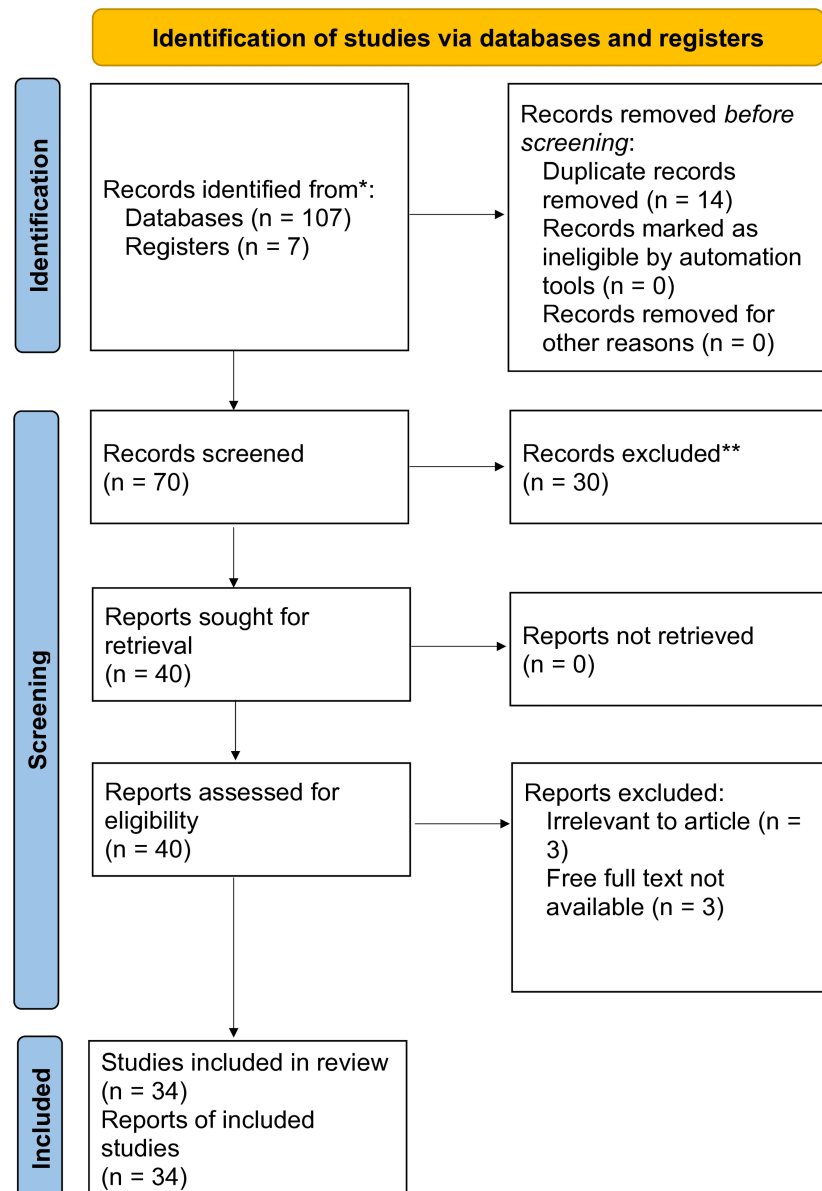 Identification of studies via databases and registers
Identification
Records identified from*:
Databases (n = 107)
Registers (n = 7)
Records removed before
screening:
Duplicate records
removed (n = 14)
Records marked as
ineligible by automation
tools (n = 0)
Records removed for
other reasons (n = 0)
Screening
Records screened
(n = 70)
Records excluded**
(n = 30)
Reports sought for
retrieval
(n = 40)
Reports not retrieved
(n = 0)
Reports assessed for
eligibility
(n = 40)
Reports excluded:
Irrelevant to article (n =
3)
Free full text not
available (n = 3)
Included
Studies included in review
(n = 34)
Reports of included
studies
(n = 34)